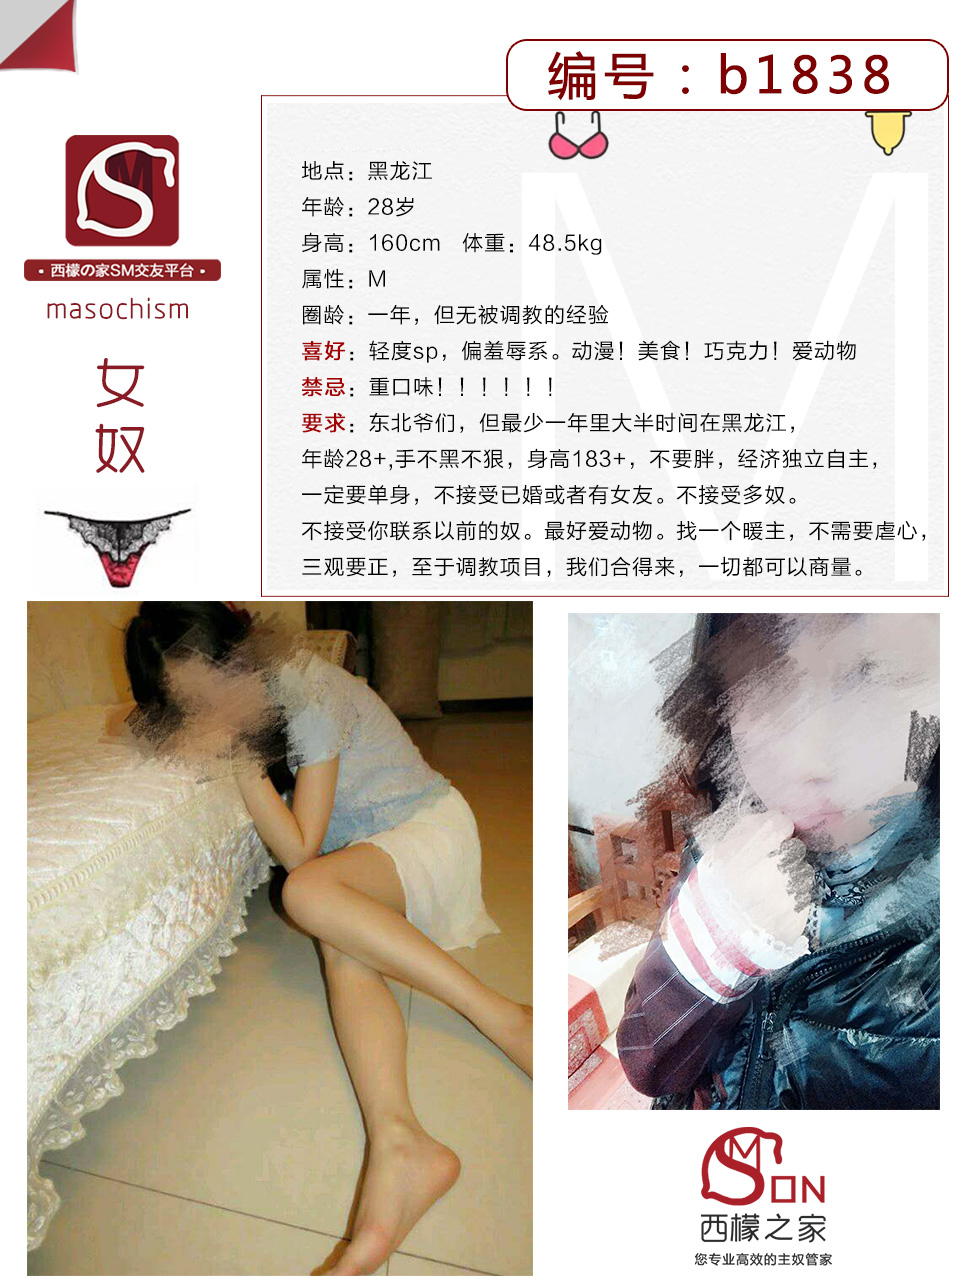 编号：b1838
地点：黑龙江
年龄：28岁
身高：160cm 体重：48.5kg
属性：M
圈龄：一年，但无被调教的经验
喜好：轻度sp，偏羞辱系。动漫！美食！巧克力！爱动物
禁忌：重口味！！！！！！
要求：东北爷们，但最少一年里大半时间在黑龙江，
年龄28+,手不黑不狠，身高183+，不要胖，经济独立自主，
一定要单身，不接受已婚或者有女友。不接受多奴。
不接受你联系以前的奴。最好爱动物。找一个暖主，不需要虐心，
三观要正，至于调教项目，我们合得来，一切都可以商量。
M
SM
·西檬の家SM交友平台·
masochism
女
奴
SMON
西檬之家
您专业高效的主奴管家